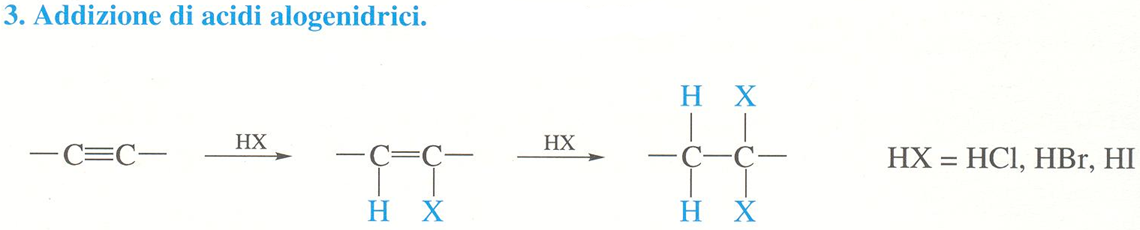 3. Addizione di acidi alogenidrici.
H X
—C≡C— HX —C=C— HX —C—C— HX = HCl, HBr, HI
H X H X